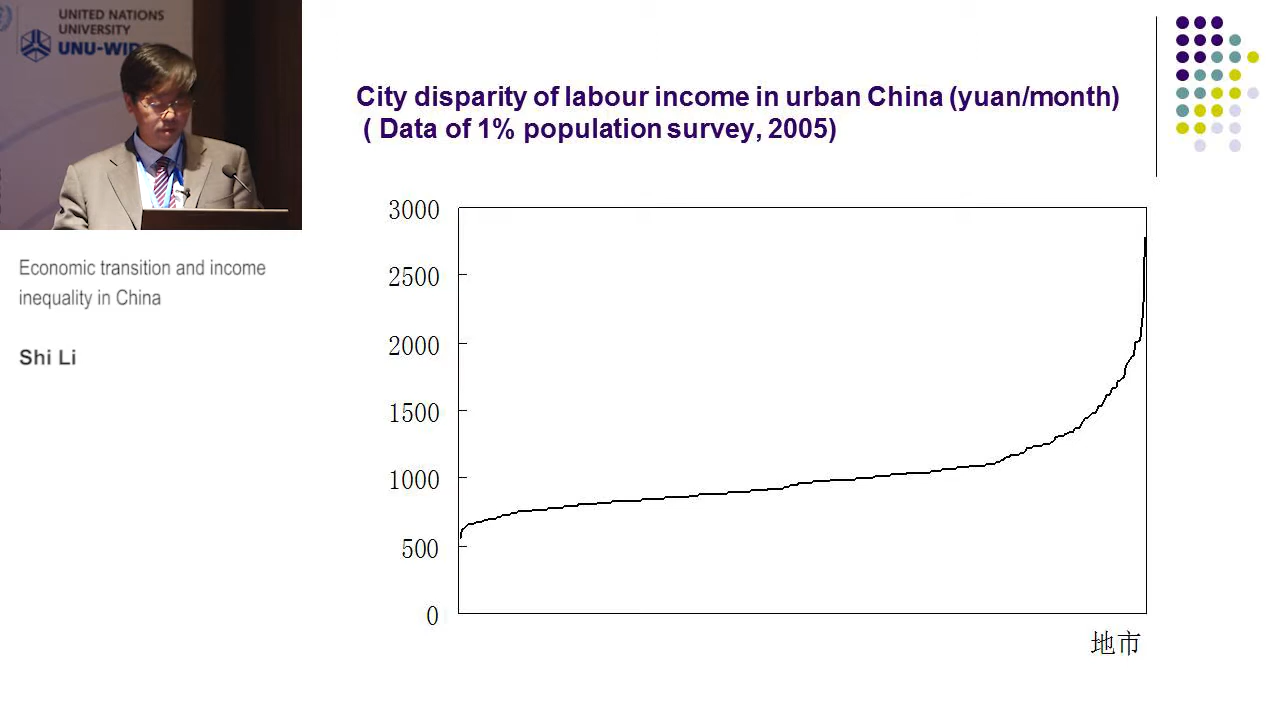 UNITED NATIONS
UNIVERSITY
UNU-WIDER
Economic transition and income
inequality in China
Shi Li
City disparity of labour income in urban China (yuan/month)
( Data of 1% population survey, 2005)
3000
2500
2000
1500
1000
500
0
地市